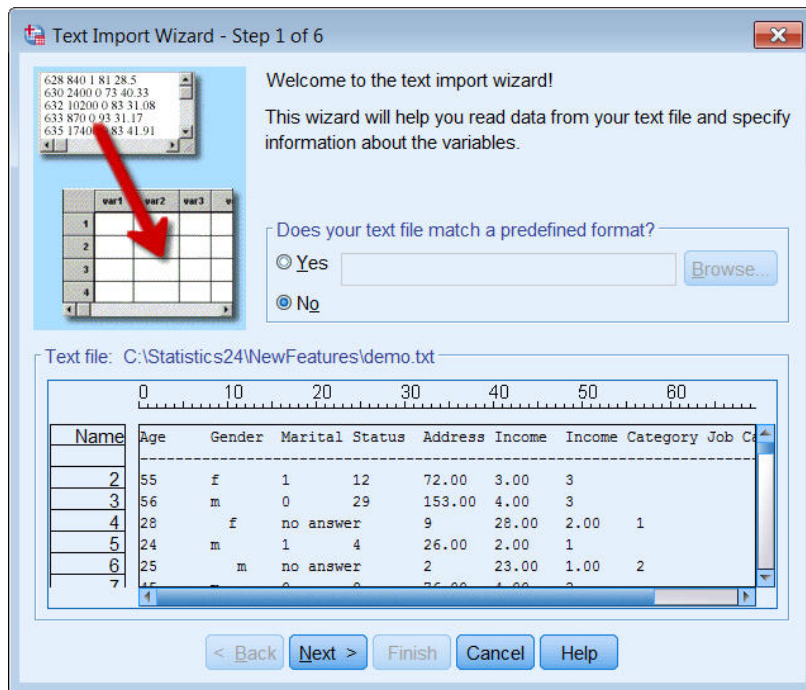 Text Import Wizard - Step 1 of 6
628 840 1 81 28.5
630 2400 0 73 40.33
632 10200 0 83 31.08
633 870 0 93 31.17
635 1740 83 41.91
var1 var2 var3
1
2
3
4
Welcome to the text import wizard!
This wizard will help you read data from your text file and specify
information about the variables.
Does your text file match a predefined format?
Yes
Browse...
No
Text file: C:\Statistics24\NewFeatures\demo.txt
0 10 20 30 40 50 60
Name Age Gender Marital Status Address Income Income Category Job Ca
2 55 f 1 12 72.00 3.00 3
3 56 m 0 29 153.00 4.00 3
4 28 f no answer 9 28.00 2.00 1
5 24 m 1 4 26.00 2.00 1
6 25 m no answer 2 23.00 1.00 2
7
< Back Next > Finish Cancel Help